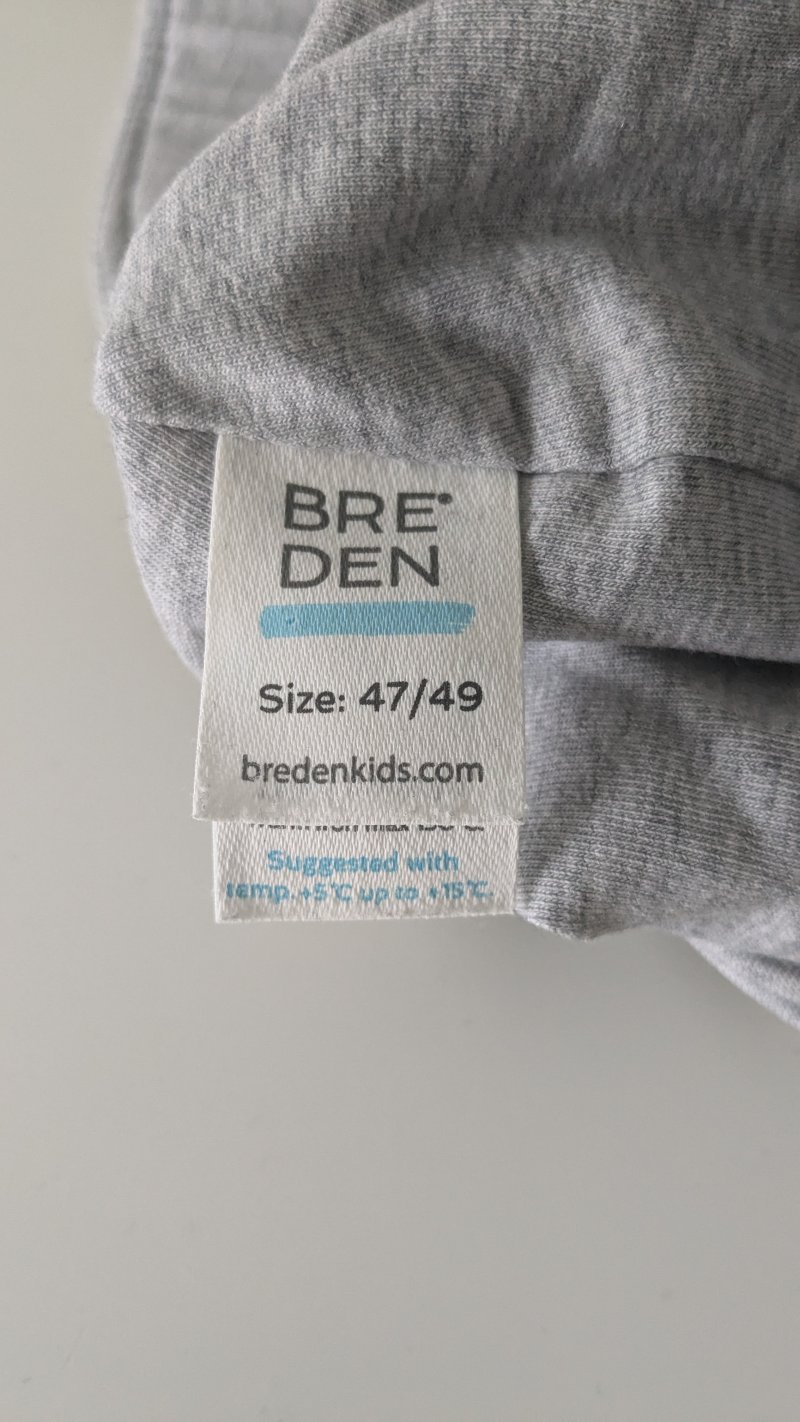 BRE
DEN
Size: 47/49
bredenkids.com
Suggested with
temp. +5°C up to +15°C